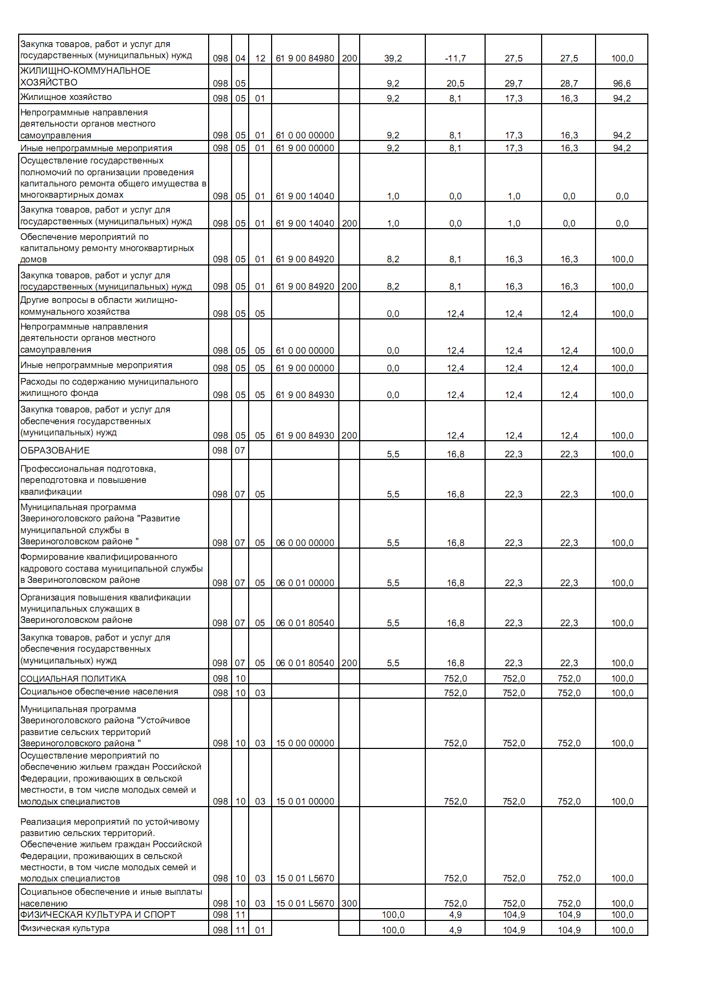 Закупка товаров, работ и услуг для
государственных (муниципальных) нужд 098 04 12 61 9 00 84980 200 39,2 -11,7 27,5 27,5 100,0
ЖИЛИЩНО-КОММУНАЛЬНОЕ
ХОЗЯЙСТВО 098 05 9,2 20,5 29,7 28,7 96,6
Жилищное хозяйство 098 05 01 9,2 8,1 17,3 16,3 94,2
Непрограммные направления
деятельности органов местного
самоуправления 098 05 01 61 0 00 00000 9,2 8,1 17,3 16,3 94,2
Иные непрограммные мероприятия 098 05 01 61 9 00 00000 9,2 8,1 17,3 16,3 94,2
Осуществление государственных
полномочий по организации проведения
капитального ремонта общего имущества в
многоквартирных домах 098 05 01 61 9 00 14040 1,0 0,0 1,0 0,0 0,0
Закупка товаров, работ и услуг для
государственных (муниципальных) нужд 098 05 01 61 9 00 14040 200 1,0 0,0 1,0 0,0 0,0
Обеспечение мероприятий по
капитальному ремонту многоквартирных
домов 098 05 01 61 9 00 84920 8,2 8,1 16,3 16,3 100,0
Закупка товаров, работ и услуг для
государственных (муниципальных) нужд 098 05 01 61 9 00 84920 200 8,2 8,1 16,3 16,3 100,0
Другие вопросы в области жилищно-
коммунального хозяйства 098 05 05 0,0 12,4 12,4 12,4 100,0
Непрограммные направления
деятельности органов местного
самоуправления 098 05 05 61 0 00 00000 0,0 12,4 12,4 12,4 100,0
Иные непрограммные мероприятия 098 05 05 61 9 00 00000 0,0 12,4 12,4 12,4 100,0
Расходы по содержанию муниципального
жилищного фонда 098 05 05 61 9 00 84930 0,0 12,4 12,4 12,4 100,0
Закупка товаров, работ и услуг для
обеспечения государственных
(муниципальных) нужд 098 05 05 61 9 00 84930 200 12,4 12,4 12,4 100,0
ОБРАЗОВАНИЕ 098 07 5,5 16,8 22,3 22,3 100,0
Профессиональная подготовка,
переподготовка и повышение
квалификации 098 07 05 5,5 16,8 22,3 22,3 100,0
Муниципальная программа
Звериноголовского района "Развитие
муниципальной службы в
Звериноголовском районе " 098 07 05 06 0 00 00000 5,5 16,8 22,3 22,3 100,0
Формирование квалифицированного
кадрового состава муниципальной службы
в Звериноголовском районе 098 07 05 06 0 01 00000 5,5 16,8 22,3 22,3 100,0
Организация повышения квалификации
муниципальных служащих в
Звериноголовском районе 098 07 05 06 0 01 80540 5,5 16,8 22,3 22,3 100,0
Закупка товаров, работ и услуг для
обеспечения государственных
(муниципальных) нужд 098 07 05 06 0 01 80540 200 5,5 16,8 22,3 22,3 100,0
СОЦИАЛЬНАЯ ПОЛИТИКА 098 10 752,0 752,0 752,0 100,0
Социальное обеспечение населения 098 10 03 752,0 752,0 752,0 100,0
Муниципальная программа
Звериноголовского района "Устойчивое
развитие сельских территорий
Звериноголовского района " 098 10 03 15 0 00 00000 752,0 752,0 752,0 100,0
Осуществление мероприятий по
обеспечению жильем граждан Российской
Федерации, проживающих в сельской
местности, в том числе молодых семей и
молодых специалистов 098 10 03 15 0 01 00000 752,0 752,0 752,0 100,0
Реализация мероприятий по устойчивому
развитию сельских территорий.
Обеспечение жильем граждан Российской
Федерации, проживающих в сельской
местности, в том числе молодых семей и
молодых специалистов 098 10 03 15 0 01 L5670 752,0 752,0 752,0 100,0
Социальное обеспечение и иные выплаты
населению 098 10 03 15 0 01 L5670 300 752,0 752,0 752,0 100,0
ФИЗИЧЕСКАЯ КУЛЬТУРА И СПОРТ 098 11 100,0 4,9 104,9 104,9 100,0
Физическая культура 098 11 01 100,0 4,9 104,9 104,9 100,0